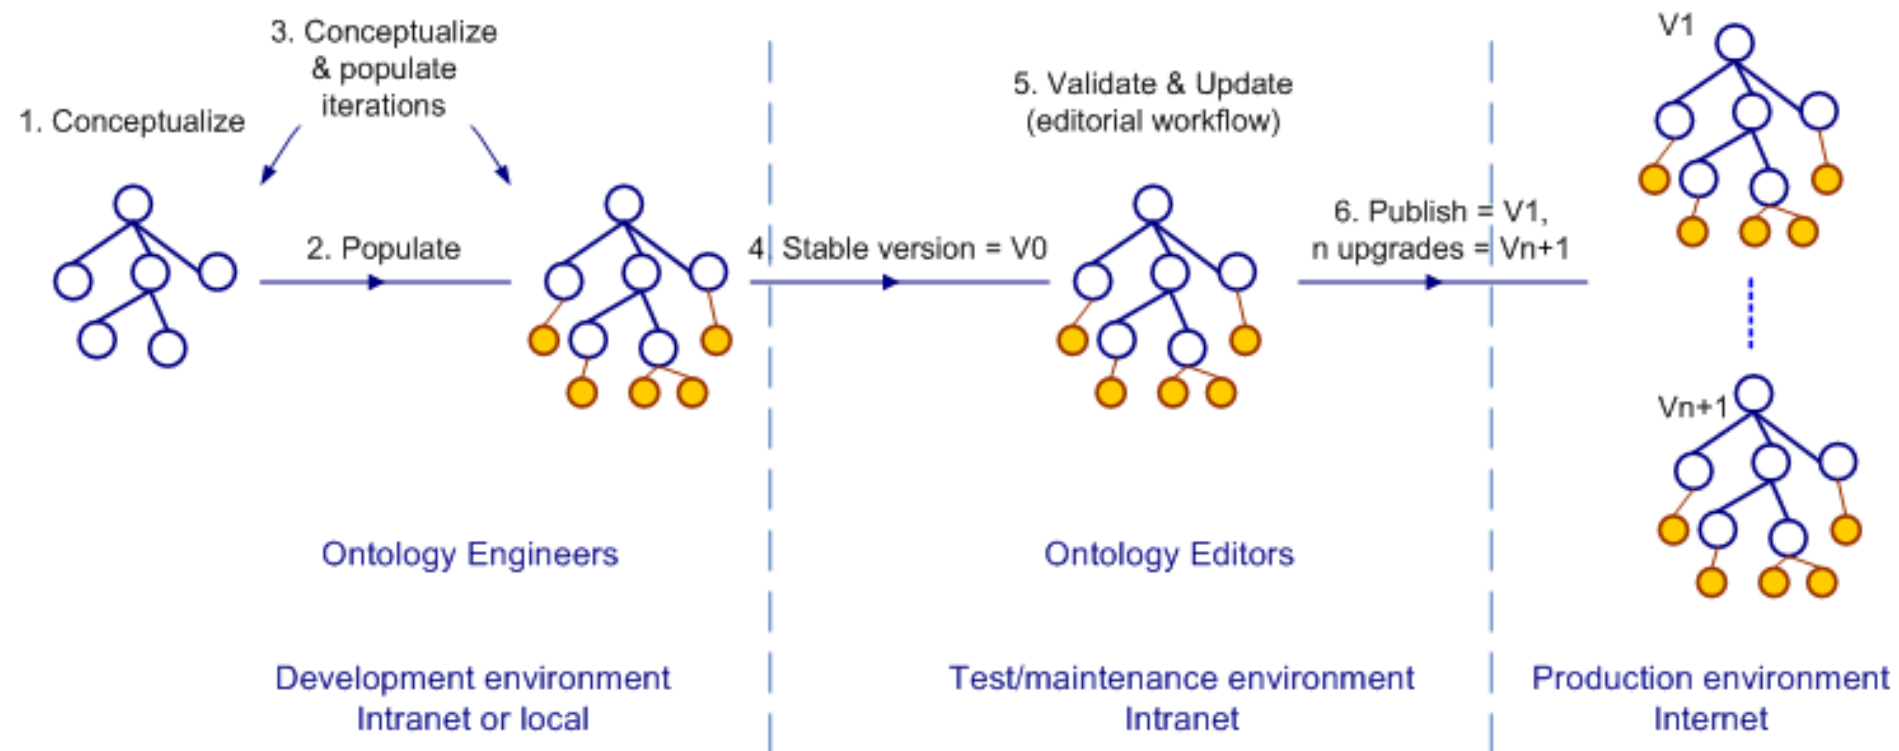 1. Conceptualize
3. Conceptualize
& populate
iterations
2. Populate
4. Stable version = V0
5. Validate & Update
(editorial workflow)
6. Publish = V1,
n upgrades = Vn+1
V1
Vn+1
Ontology Engineers
Ontology Editors
Development environment
Intranet or local
Test/maintenance environment
Intranet
Production environment
Internet